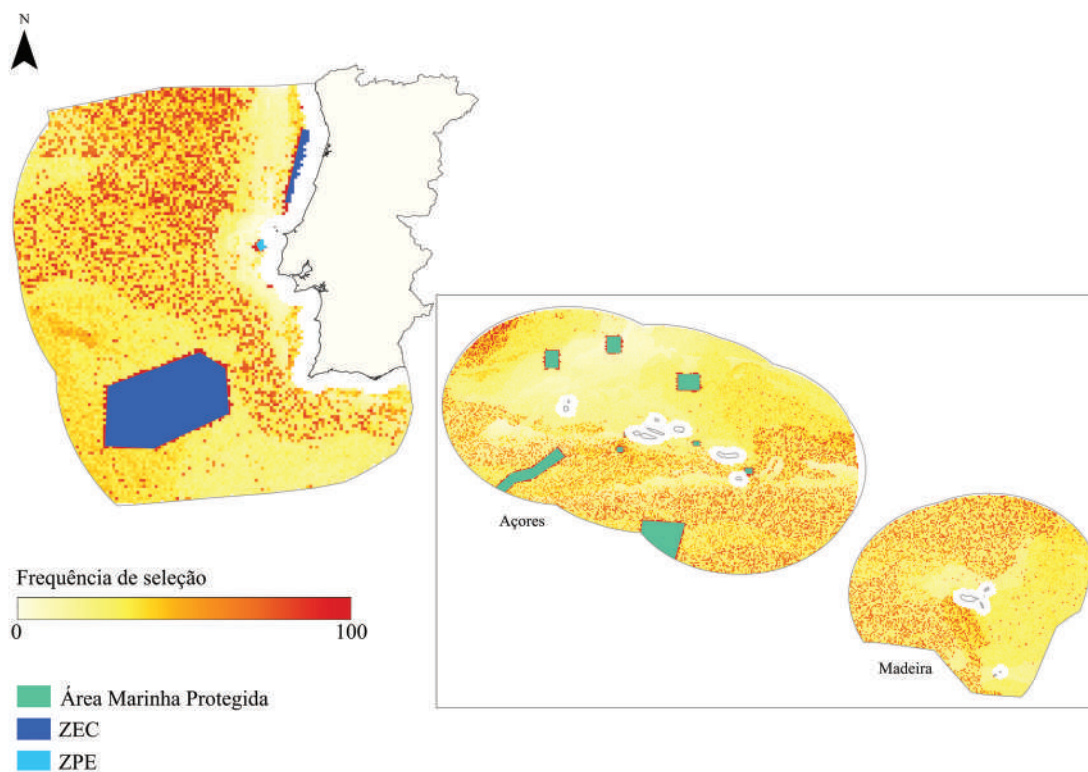 N
Açores
Madeira
Frequência de seleção
0 100
Área Marinha Protegida
ZEC
ZPE